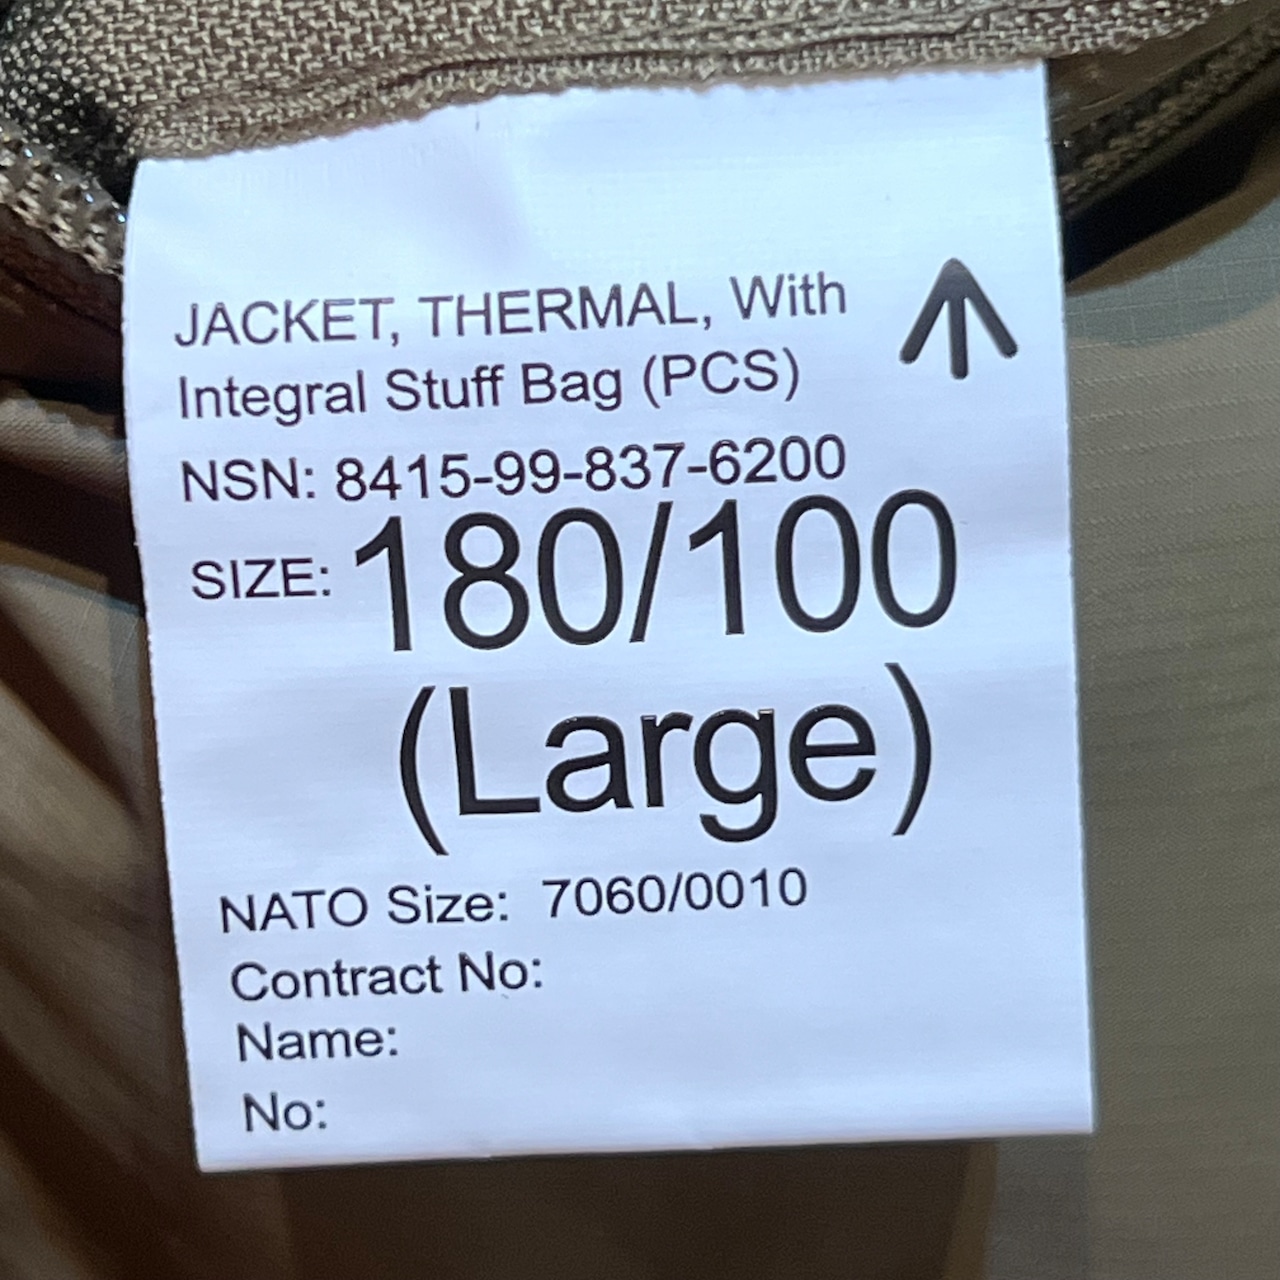 JACKET, THERMAL, With
Integral Stuff Bag (PCS)
NSN: 8415-99-837-6200
SIZE: 180/100
(Large)
NATO Size: 7060/0010
Contract No:
Name:
No: